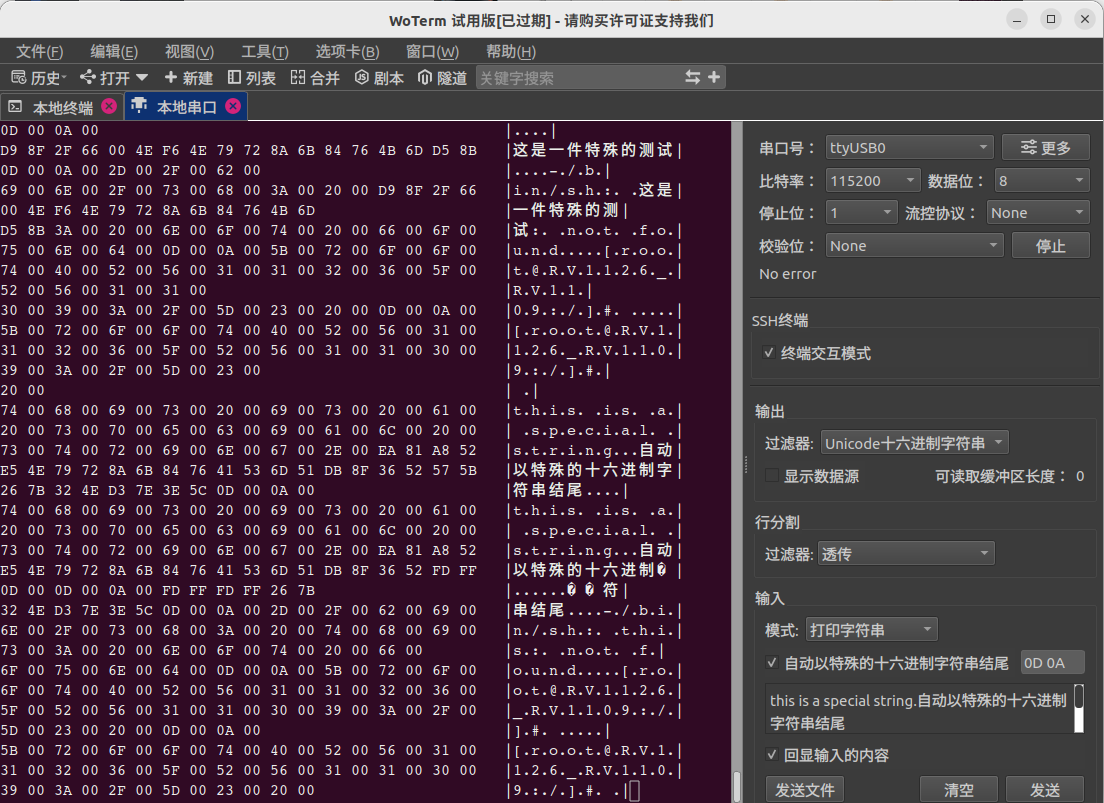 WoTerm 试用版[已过期] - 请购买许可证支持我们
文件(F) 编辑(E) 视图(V) 工具(T) 选项卡(B) 窗口(W) 帮助(H)
历史 打开 新建 列表 合并 脚本 隧道 关键字搜索
本地终端 本地串口
0D 00 0A 00 |....|
D9 8F 2F 66 00 4E F6 4E 79 72 8A 6B 84 76 4B 6D D5 8B |这是一件特殊的测试|
0D 00 0A 00 2D 00 2F 00 62 00 |....-./.b.|
69 00 6E 00 2F 00 73 00 68 00 3A 00 20 00 D9 8F 2F 66 |i.n./.s.h.:. .这是|
00 4E F6 4E 79 72 8A 6B 84 76 4B 6D |一件特殊的测|
D5 8B 3A 00 20 00 6E 00 6F 00 74 00 20 00 66 00 6F 00 |试:. .n.o.t. .f.o.|
75 00 6E 00 64 00 0D 00 0A 00 5B 00 72 00 6F 00 6F 00 |u.n.d.....[.r.o.o.|
74 00 40 00 52 00 56 00 31 00 31 00 32 00 36 00 5F 00 |t.@.R.V.1.1.2.6._.|
52 00 56 00 31 00 31 00 |R.V.1.1.|
30 00 39 00 3A 00 2F 00 5D 00 23 00 20 00 0D 00 0A 00 |0.9.:./.].#. .....|
5B 00 72 00 6F 00 6F 00 74 00 40 00 52 00 56 00 31 00 |[.r.o.o.t.@.R.V.1.|
31 00 32 00 36 00 5F 00 52 00 56 00 31 00 31 00 30 00 |1.2.6._.R.V.1.1.0.|
39 00 3A 00 2F 00 5D 00 23 00 |9.:./.].#.|
20 00 | .|
74 00 68 00 69 00 73 00 20 00 69 00 73 00 20 00 61 00 |t.h.i.s. .i.s. .a.|
20 00 73 00 70 00 65 00 63 00 69 00 61 00 6C 00 20 00 | .s.p.e.c.i.a.l. .|
73 00 74 00 72 00 69 00 6E 00 67 00 2E 00 EA 81 A8 52 |s.t.r.i.n.g...自动|
E5 4E 79 72 8A 6B 84 76 41 53 6D 51 DB 8F 36 52 57 5B |以特殊的十六进制字|
26 7B 32 4E D3 7E 3E 5C 0D 00 0A 00 |符串结尾....|
74 00 68 00 69 00 73 00 20 00 69 00 73 00 20 00 61 00 |t.h.i.s. .i.s. .a.|
20 00 73 00 70 00 65 00 63 00 69 00 61 00 6C 00 20 00 | .s.p.e.c.i.a.l. .|
73 00 74 00 72 00 69 00 6E 00 67 00 2E 00 EA 81 A8 52 |s.t.r.i.n.g...自动|
E5 4E 79 72 8A 6B 84 76 41 53 6D 51 DB 8F 36 52 FD FF |以特殊的十六进制�|
0D 00 0D 00 0A 00 FD FF FD FF 26 7B |......��符|
32 4E D3 7E 3E 5C 0D 00 0A 00 2D 00 2F 00 62 00 69 00 |串结尾....-./.b.i.|
6E 00 2F 00 73 00 68 00 3A 00 20 00 74 00 68 00 69 00 |n./.s.h.:. .t.h.i.|
73 00 3A 00 20 00 6E 00 6F 00 74 00 20 00 66 00 |s.:. .n.o.t. .f.|
6F 00 75 00 6E 00 64 00 0D 00 0A 00 5B 00 72 00 6F 00 |o.u.n.d.....[.r.o.|
6F 00 74 00 40 00 52 00 56 00 31 00 31 00 32 00 36 00 |o.t.@.R.V.1.1.2.6.|
5F 00 52 00 56 00 31 00 31 00 30 00 39 00 3A 00 2F 00 |_.R.V.1.1.0.9.:./.|
5D 00 23 00 20 00 0D 00 0A 00 |].#. .....|
5B 00 72 00 6F 00 6F 00 74 00 40 00 52 00 56 00 31 00 |[.r.o.o.t.@.R.V.1.|
31 00 32 00 36 00 5F 00 52 00 56 00 31 00 31 00 30 00 |1.2.6._.R.V.1.1.0.|
39 00 3A 00 2F 00 5D 00 23 00 20 00 |9.:./.].#. .|
串口号： ttyUSB0 更多
比特率： 115200 数据位： 8
停止位： 1 流控协议： None
校验位： None 停止
No error
SSH终端
终端交互模式
输出
过滤器: Unicode十六进制字符串
显示数据源 可读取缓冲区长度： 0
行分割
过滤器: 透传
输入
模式: 打印字符串
自动以特殊的十六进制字符串结尾 0D 0A
this is a special string.自动以特殊的十六进制
字符串结尾
回显输入的内容
发送文件 清空 发送